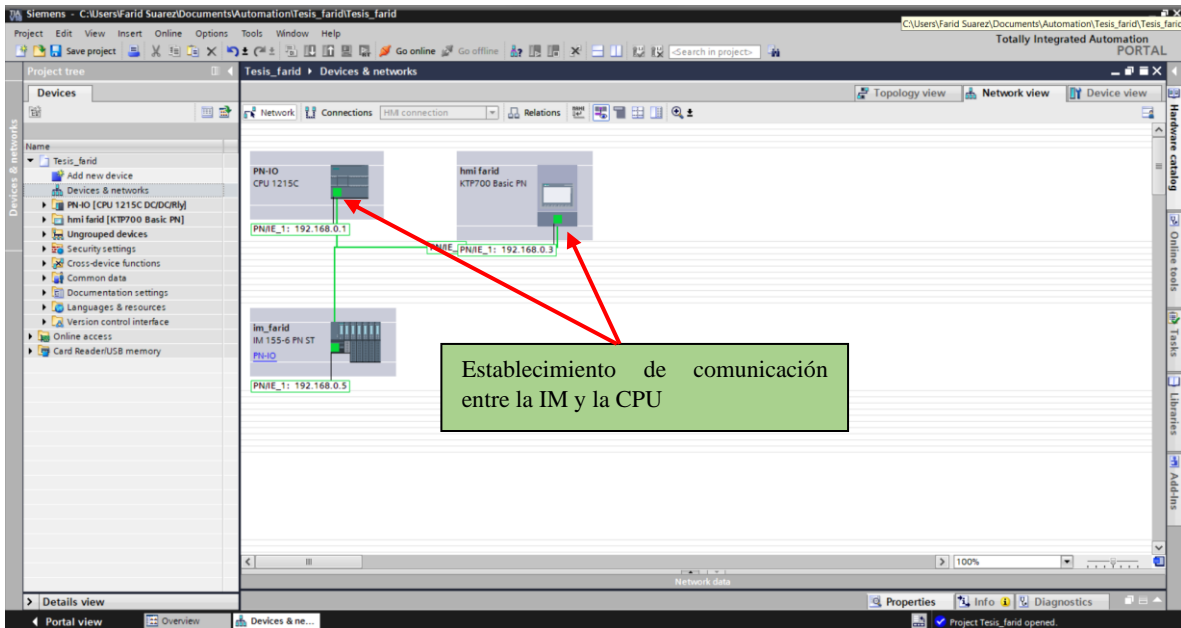 Siemens - C:\Users\Farid Suarez\Documents\Automation\Tesis_farid\Tesis_farid
C:\Users\Farid Suarez\Documents\Automation\Tesis_farid\Tesis_faric
Project Edit View Insert Online Options Tools Window Help
Totally Integrated Automation
PORTAL
Save project Go online Go offline <Search in project>
Project tree
Tesis_farid Devices & networks
Devices
Topology view Network view Device view
Network Connections HMI connection Relations
Name
Tesis_farid
Add new device
Devices & networks
PN-IO [CPU 1215C DC/DC/Rly]
hmi farid [KTP700 Basic PN]
Ungrouped devices
Security settings
Cross-device functions
Common data
Documentation settings
Languages & resources
Version control interface
Online access
Card Reader/USB memory
Devices & networks
PN-IO
CPU 1215C
PN/IE_1: 192.168.0.1
hmi farid
KTP700 Basic PN
PN/IE_
PN/IE_1: 192.168.0.3
im_farid
IM 155-6 PN ST
PN-IO
PN/IE_1: 192.168.0.5
Establecimiento de comunicación
entre la IM y la CPU
Hardware catalog
Online tools
Tasks
Libraries
Add-Ins
100%
Network data
Details view
Properties Info Diagnostics
Portal view Overview Devices & ne...
Project Tesis_farid opened.